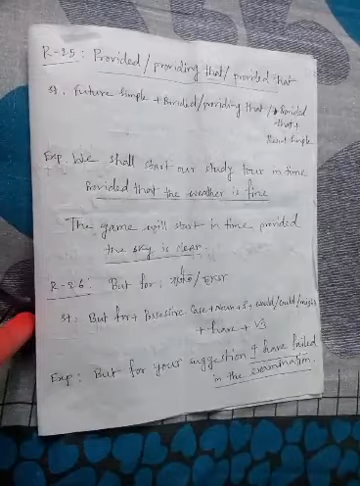 R-25: Provided/providing that/provided that
St. Future Simple + Provided/providing that/ Provided
that +
Present Simple
Exp. We shall start our study tour in time
Provided that the weather is fine
The game will start in time provided
the sky is clear.
R-26: But for:
St: But for + Possessive Case + Noun + S + would/could/might
+ have + V3
Exp: But for your suggestion I have failed
in the examination.